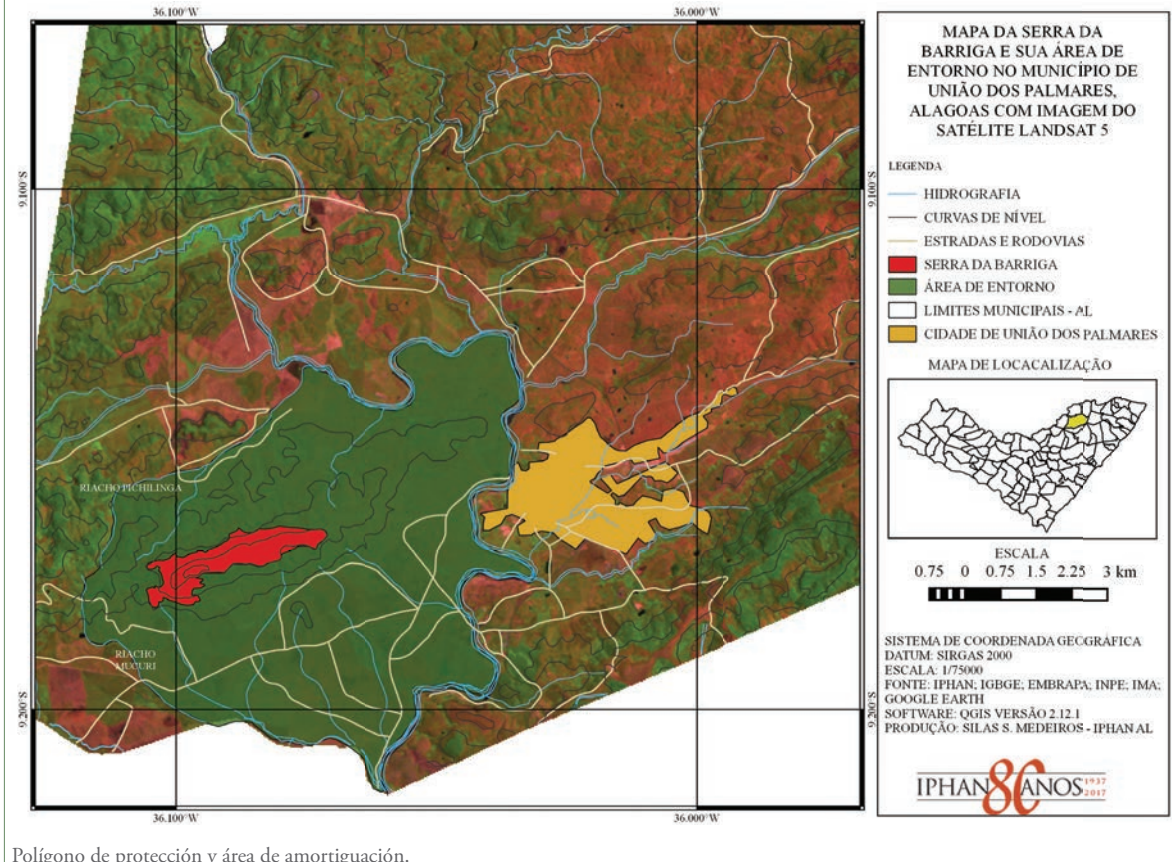 36.100°W
36.000°W
9.100°S
9.100°S
RIACHO PICHILINGA
RIACHO
MUCURI
9.200°S
9.200°S
36.100°W
36.000°W
MAPA DA SERRA DA
BARRIGA E SUA ÁREA DE
ENTORNO NO MUNICÍPIO DE
UNIÃO DOS PALMARES,
ALAGOAS COM IMAGEM DO
SATÉLITE LANDSAT 5
LEGENDA
HIDROGRAFIA
CURVAS DE NÍVEL
ESTRADAS E RODOVIAS
SERRA DA BARRIGA
ÁREA DE ENTORNO
LIMITES MUNICIPAIS - AL
CIDADE DE UNIÃO DOS PALMARES
MAPA DE LOCACALIZAÇÃO
ESCALA
0.75 0 0.75 1.5 2.25 3 km
SISTEMA DE COORDENADA GEOGRÁFICA
DATUM: SIRGAS 2000
ESCALA: 1/75000
FONTE: IPHAN; IGBGE; EMBRAPA; INPE; IMA;
GOOGLE EARTH
SOFTWARE: QGIS VERSÃO 2.12.1
PRODUÇÃO: SILAS S. MEDEIROS - IPHAN AL
IPHAN 80 ANOS 1937
2017
Polígono de protección y área de amortiguación.